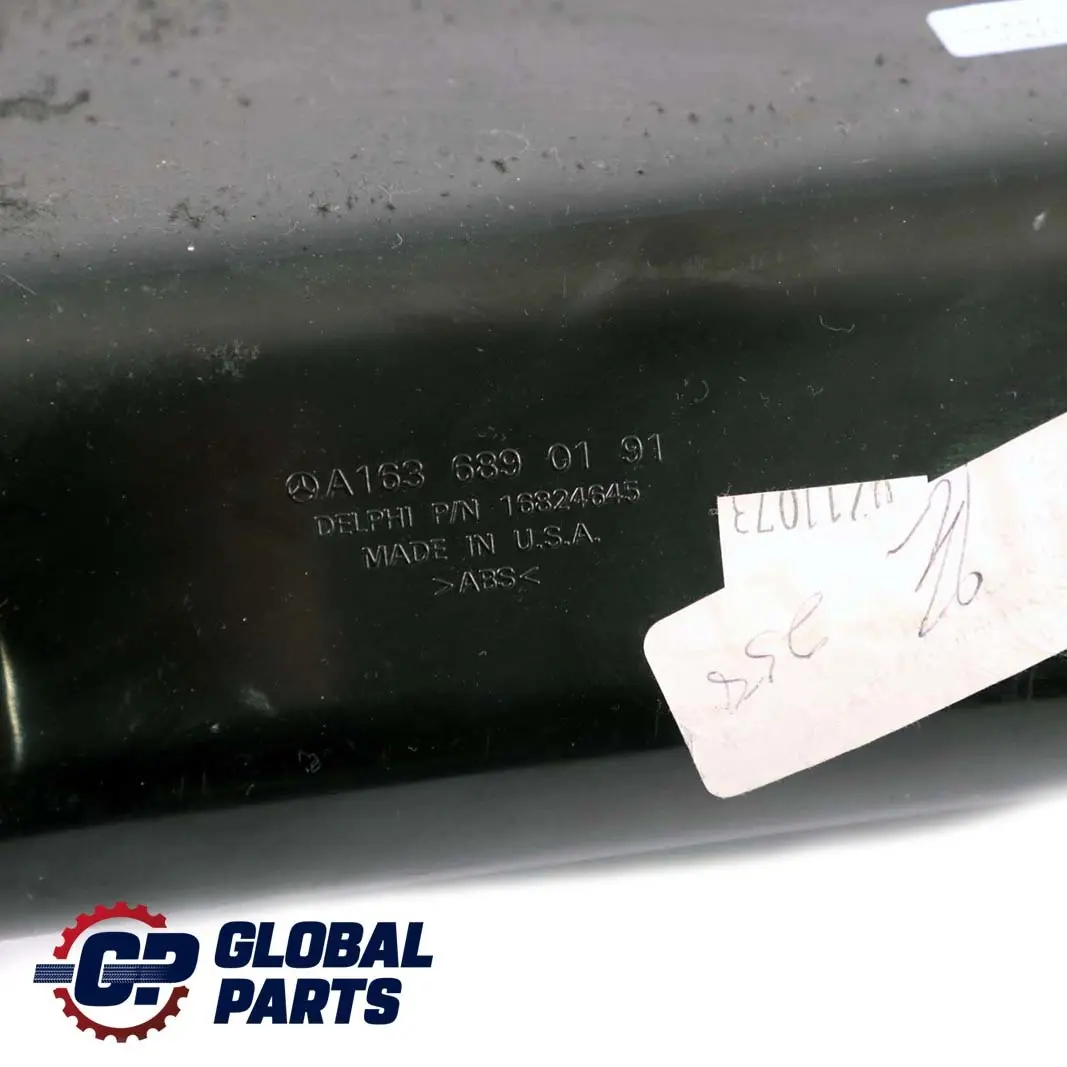 A163 689 01 91
DELPHI P/N 16824645
MADE IN U.S.A.
>ABS<
GLOBAL
PARTS